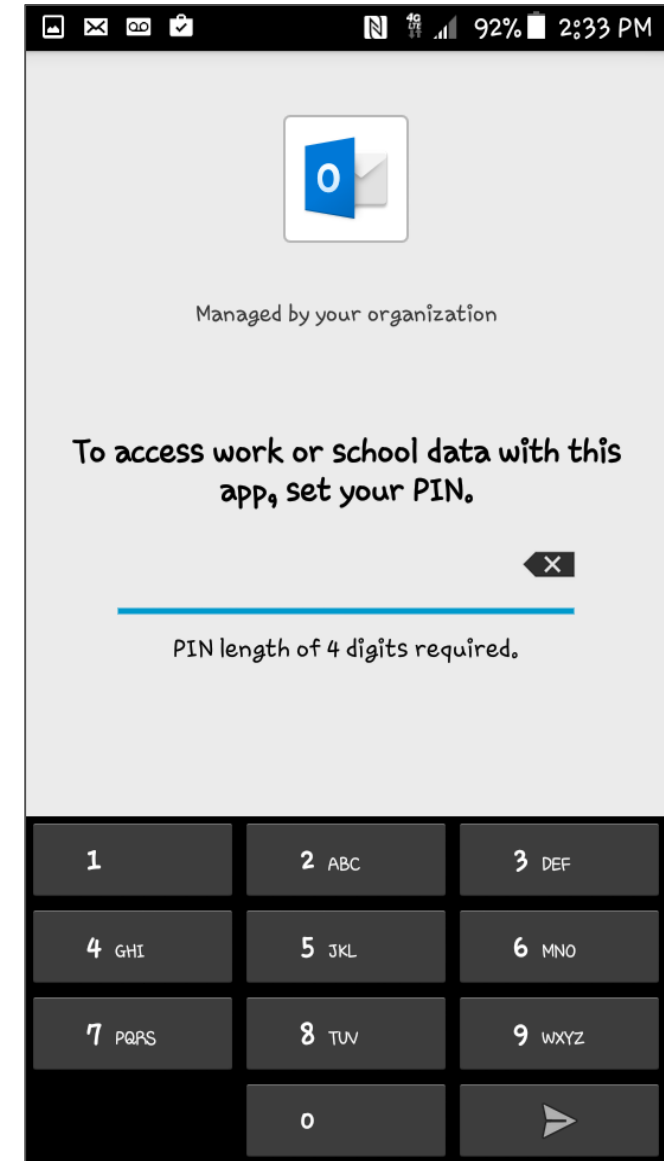 4G LTE 92% 2:33 PM
O
Managed by your organization
To access work or school data with this
app, set your PIN.
PIN length of 4 digits required.
1 2 ABC 3 DEF
4 GHI 5 JKL 6 MNO
7 PQRS 8 TUV 9 WXYZ
0